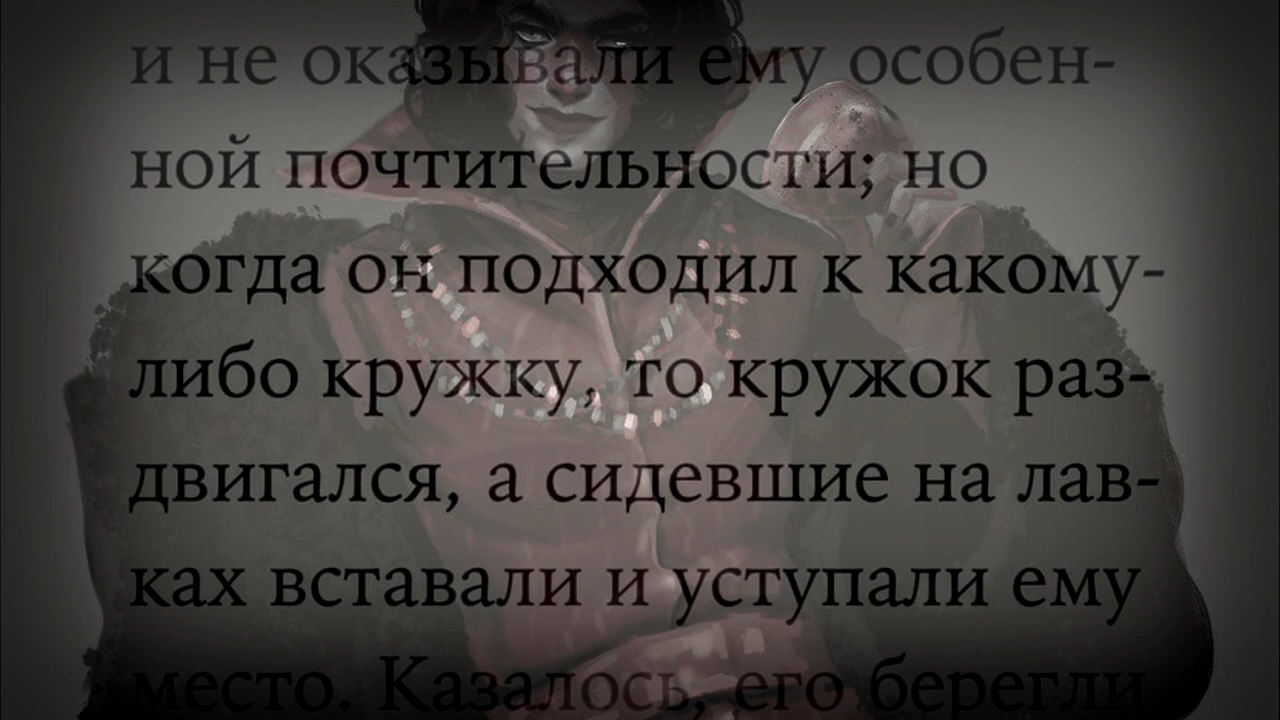 и не оказывали ему особен-
ной почтительности; но
когда он подходил к какому-
либо кружку, то кружок раз-
двигался, а сидевшие на лав-
ках вставали и уступали ему
место. Казалось, его берегли